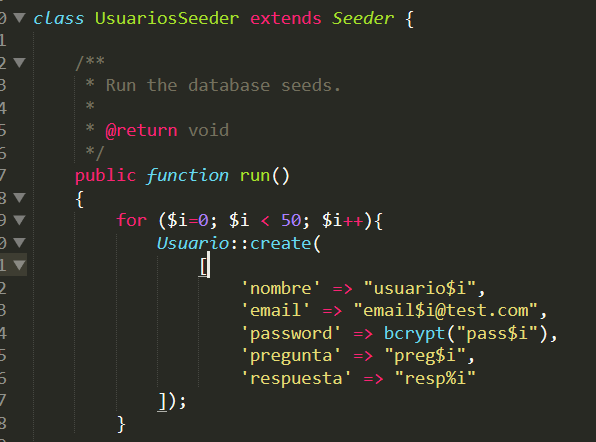 0 class UsuariosSeeder extends Seeder {
1
2 /**
3 * Run the database seeds.
4 *
5 * @return void
6 */
7 public function run()
8 {
9 for ($i=0; $i < 50; $i++){
0 Usuario::create(
1 [
2 'nombre' => "usuario$i",
3 'email' => "email$i@test.com",
4 'password' => bcrypt("pass$i"),
5 'pregunta' => "preg$i",
6 'respuesta' => "resp%i"
7 ]);
8 }